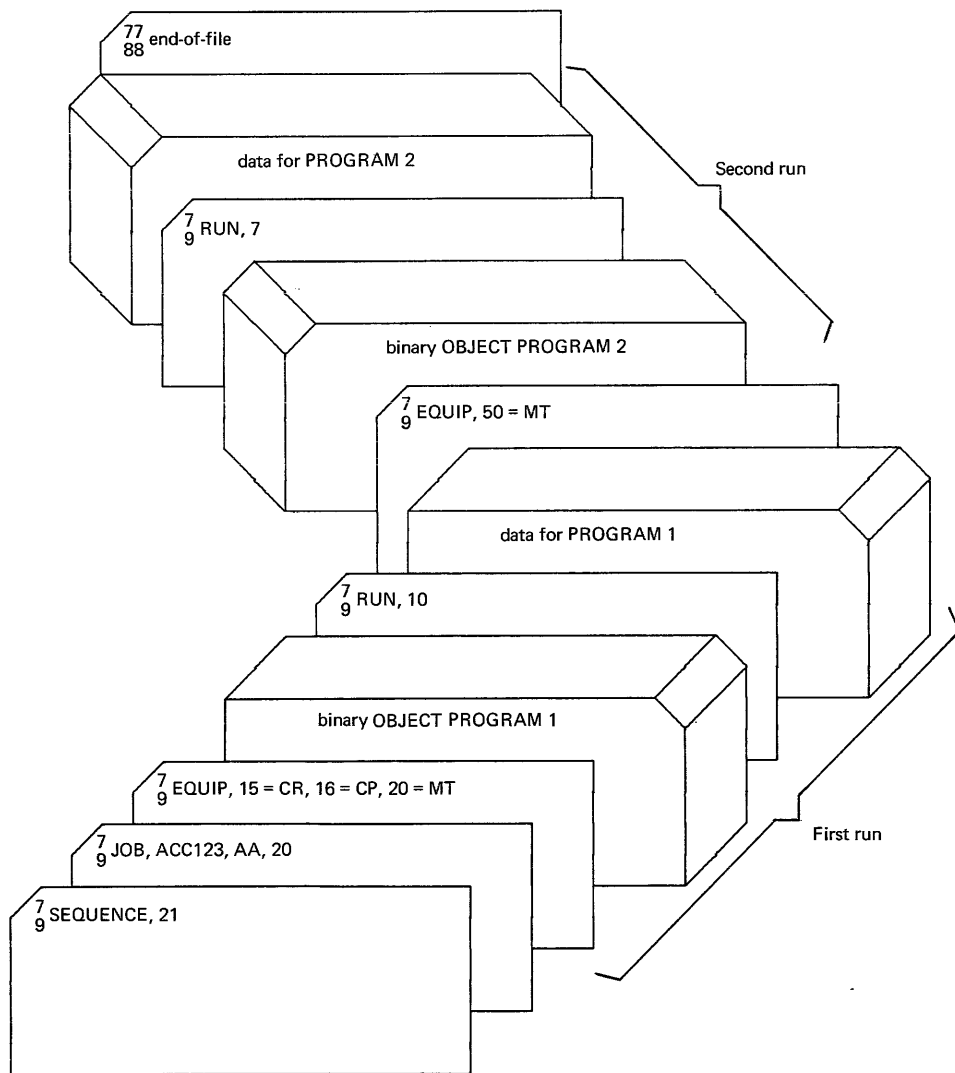 77
88 end-of-file
data for PROGRAM 2
Second run
7
9 RUN, 7
binary OBJECT PROGRAM 2
7
9 EQUIP, 50 = MT
data for PROGRAM 1
7
9 RUN, 10
binary OBJECT PROGRAM 1
7
9 EQUIP, 15 = CR, 16 = CP, 20 = MT
First run
7
9 JOB, ACC123, AA, 20
7
9 SEQUENCE, 21